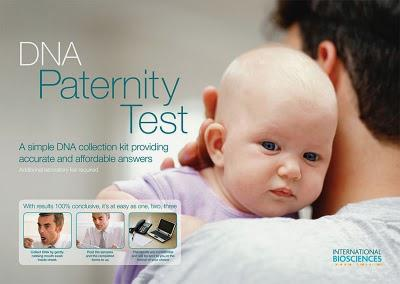 DNA
Paternity
Test
A simple DNA collection kit providing
accurate and affordable answers
Additional laboratory fee required
With results 100% conclusive, it's easy as one, two, three
Collect DNA by gently
rubbing mouth swab
inside cheek
Post the samples
and the completed
forms to us
The results are confidential
and will be sent to you in the
format of your choice
INTERNATIONAL
BIOSCIENCES